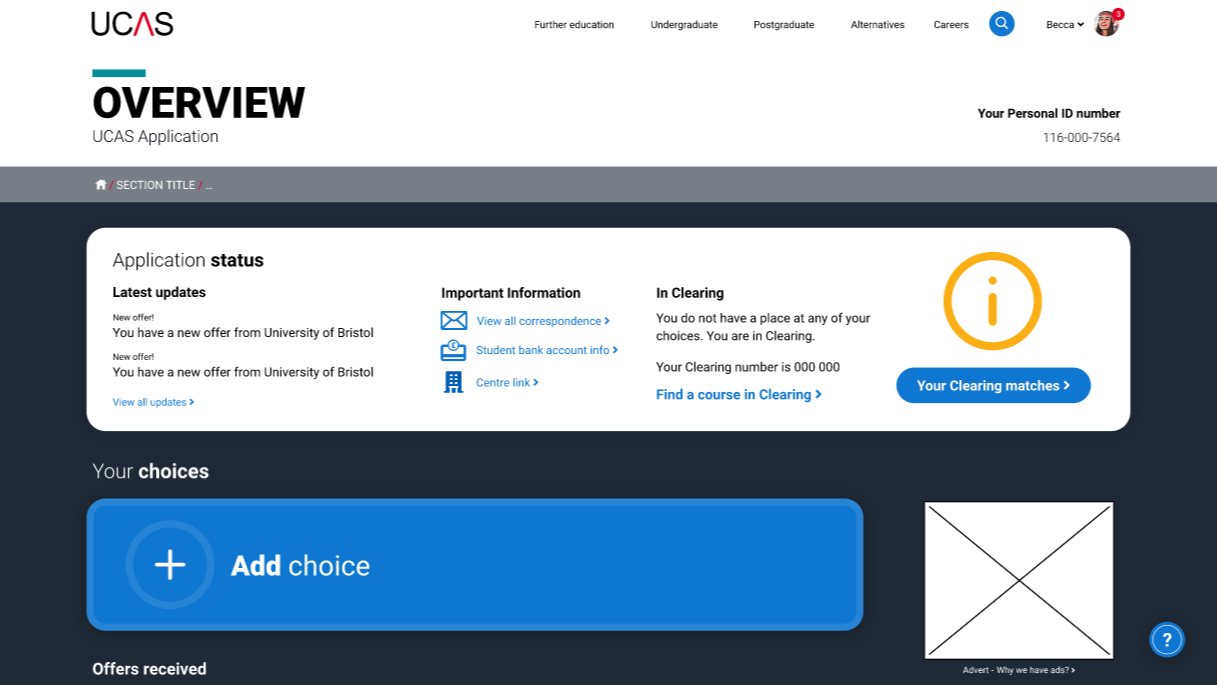 UCAS
Further education
Undergraduate
Postgraduate
Alternatives
Careers
Becca
3
OVERVIEW
UCAS Application
Your Personal ID number
116-000-7564
/ SECTION TITLE / ...
Application status
Latest updates
New offer!
You have a new offer from University of Bristol
New offer!
You have a new offer from University of Bristol
View all updates
Important Information
View all correspondence
£
Student bank account info
Centre link
In Clearing
You do not have a place at any of your
choices. You are in Clearing.
Your Clearing number is 000 000
Find a course in Clearing
i
Your Clearing matches
Your choices
+
Add choice
Advert - Why we have ads?
?
Offers received